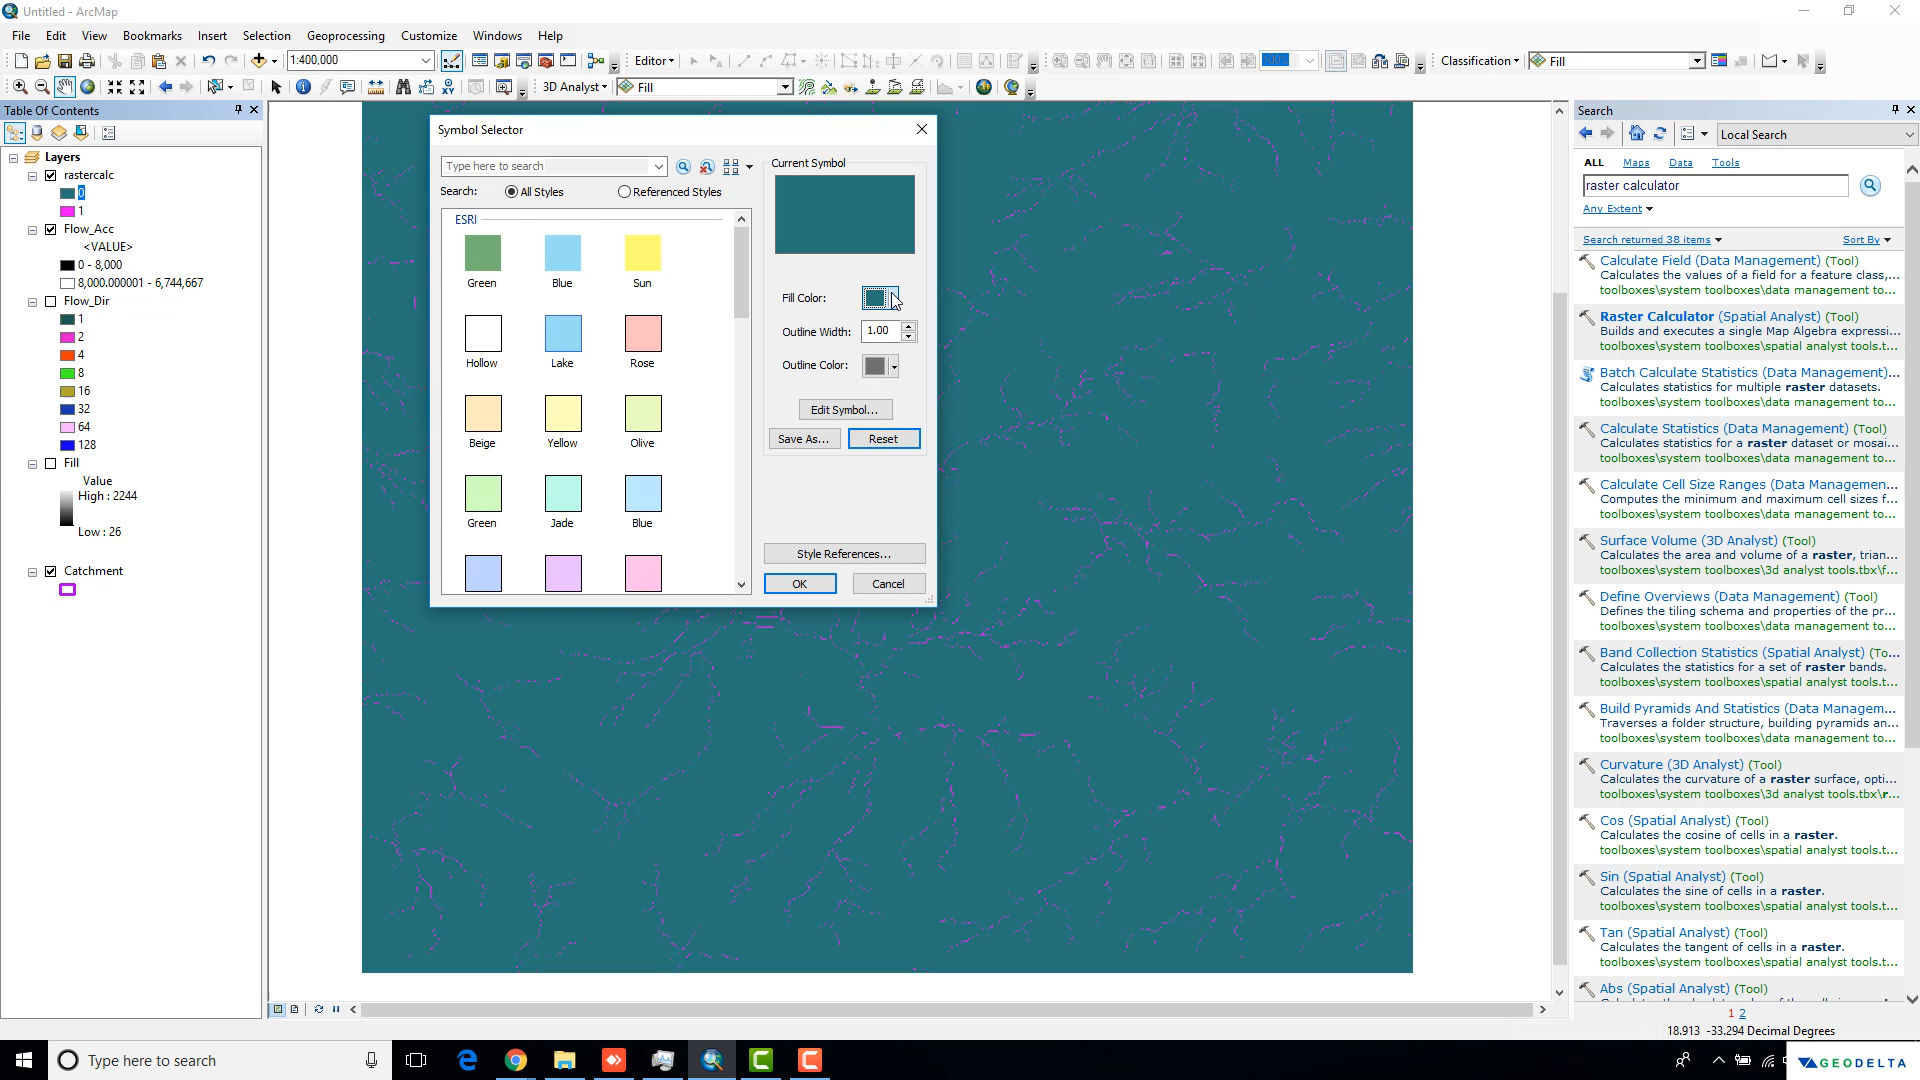 Untitled - ArcMap
File Edit View Bookmarks Insert Selection Geoprocessing Customize Windows Help
1:400,000 Editor 100% Classification Fill
3D Analyst Fill
Table Of Contents
Layers
rastercalc
0
1
Flow_Acc
<VALUE>
0 - 8,000
8,000.000001 - 6,744,667
Flow_Dir
1
2
4
8
16
32
64
128
Fill
Value
High : 2244
Low : 26
Catchment
Symbol Selector
Type here to search
Search: All Styles Referenced Styles
ESRI
Green Blue Sun
Hollow Lake Rose
Beige Yellow Olive
Green Jade Blue
Current Symbol
Fill Color:
Outline Width: 1.00
Outline Color:
Edit Symbol...
Save As... Reset
Style References...
OK Cancel
Search
Local Search
ALL Maps Data Tools
raster calculator
Any Extent
Search returned 38 items Sort By
Calculate Field (Data Management) (Tool)
Calculates the values of a field for a feature class,...
toolboxes\system toolboxes\data management to...
Raster Calculator (Spatial Analyst) (Tool)
Builds and executes a single Map Algebra expressi...
toolboxes\system toolboxes\spatial analyst tools.t...
Batch Calculate Statistics (Data Management)...
Calculates statistics for multiple raster datasets.
toolboxes\system toolboxes\data management to...
Calculate Statistics (Data Management) (Tool)
Calculates statistics for a raster dataset or mosai...
toolboxes\system toolboxes\data management to...
Calculate Cell Size Ranges (Data Managemen...
Computes the minimum and maximum cell sizes f...
toolboxes\system toolboxes\data management to...
Surface Volume (3D Analyst) (Tool)
Calculates the area and volume of a raster, trian...
toolboxes\system toolboxes\3d analyst tools.tbx\f...
Define Overviews (Data Management) (Tool)
Defines the tiling schema and properties of the pr...
toolboxes\system toolboxes\data management to...
Band Collection Statistics (Spatial Analyst) (To...
Calculates the statistics for a set of raster bands.
toolboxes\system toolboxes\spatial analyst tools.t...
Build Pyramids And Statistics (Data Managem...
Traverses a folder structure, building pyramids an...
toolboxes\system toolboxes\data management to...
Curvature (3D Analyst) (Tool)
Calculates the curvature of a raster surface, opti...
toolboxes\system toolboxes\3d analyst tools.tbx\r...
Cos (Spatial Analyst) (Tool)
Calculates the cosine of cells in a raster.
toolboxes\system toolboxes\spatial analyst tools.t...
Sin (Spatial Analyst) (Tool)
Calculates the sine of cells in a raster.
toolboxes\system toolboxes\spatial analyst tools.t...
Tan (Spatial Analyst) (Tool)
Calculates the tangent of cells in a raster.
toolboxes\system toolboxes\spatial analyst tools.t...
Abs (Spatial Analyst) (Tool)
1 2
18.913 -33.294 Decimal Degrees
Type here to search
GEODELTA